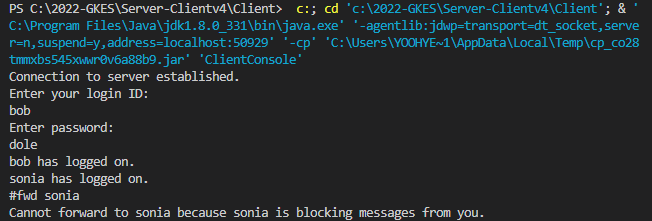 PS C:\2022-GKES\Server-Clientv4\Client>  c:; cd 'c:\2022-GKES\Server-Clientv4\Client'; & '
C:\Program Files\Java\jdk1.8.0_331\bin\java.exe' '-agentlib:jdwp=transport=dt_socket,serve
r=n,suspend=y,address=localhost:50929' '-cp' 'C:\Users\YOOHYE~1\AppData\Local\Temp\cp_co28
tmmxbs545xwwr0v6a88b9.jar' 'ClientConsole'
Connection to server established.
Enter your login ID:
bob
Enter password:
dole
bob has logged on.
sonia has logged on.
#fwd sonia
Cannot forward to sonia because sonia is blocking messages from you.